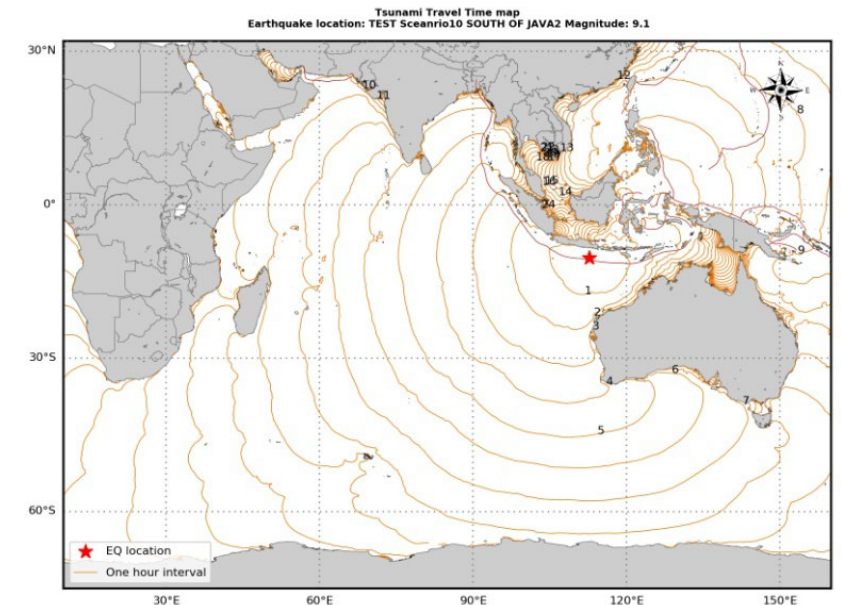 Tsunami Travel Time map
Earthquake location: TEST Sceanrio10 SOUTH OF JAVA2 Magnitude: 9.1
30°N
0°
30°S
60°S
30°E
60°E
90°E
120°E
150°E
10
11
12
8
13
14
9
1
2
3
4
6
7
5
W
E
EQ location
One hour interval